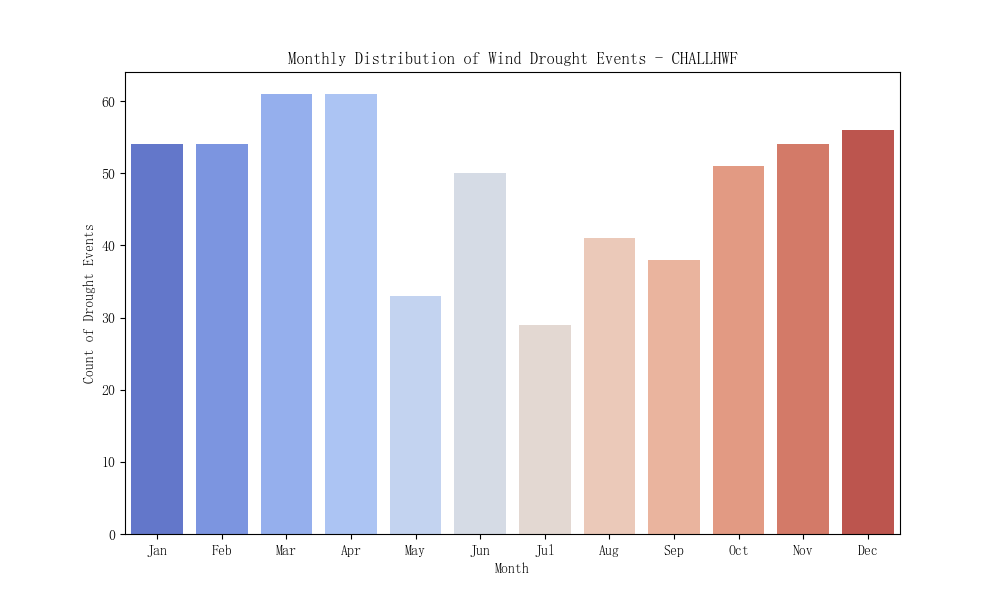 Monthly Distribution of Wind Drought Events - CHALLHWF
60
50
40
30
20
10
0
Count of Drought Events
Jan Feb Mar Apr May Jun Jul Aug Sep Oct Nov Dec
Month